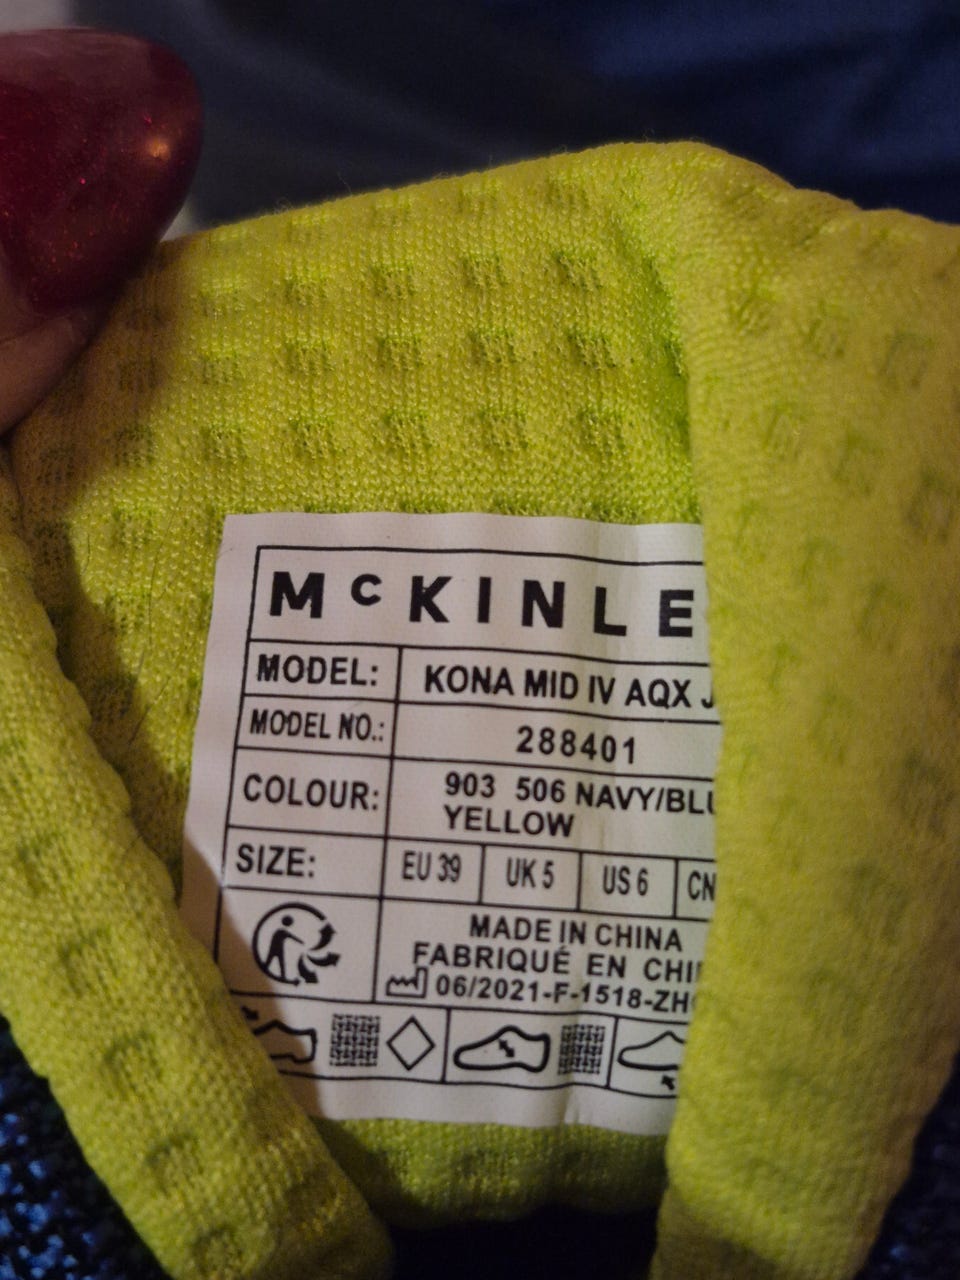 McKINLE
MODEL: KONA MID IV AQX J
MODEL NO.: 288401
COLOUR: 903 506 NAVY/BLU
YELLOW
SIZE: EU 39 UK 5 US 6 CN
MADE IN CHINA
FABRIQUÉ EN CHI
06/2021-F-1518-ZH